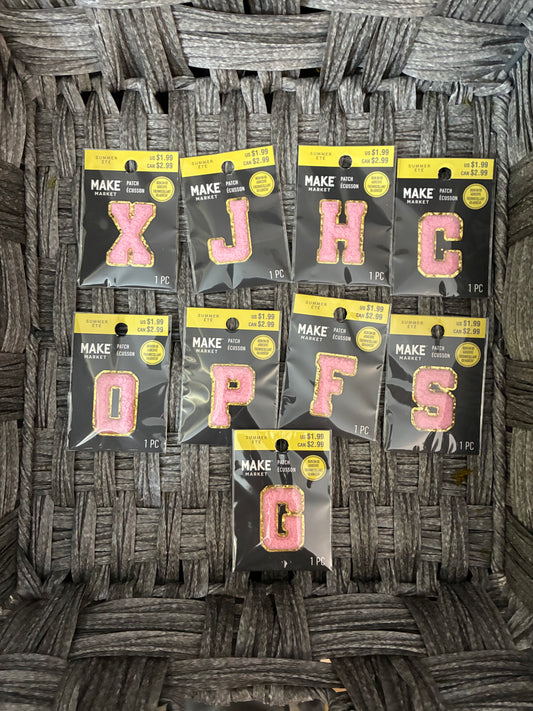 SUMMER
ÉTÉ
US $1.99
CAN $2.99
MAKE
MARKET
PATCH
ÉCUSSON
X
1 PC
SUMMER
ÉTÉ
US $1.99
CAN $2.99
MAKE
MARKET
PATCH
ÉCUSSON
J
1 PC
SUMMER
ÉTÉ
US $1.99
CAN $2.99
MAKE
MARKET
PATCH
ÉCUSSON
H
1 PC
SUMMER
ÉTÉ
US $1.99
CAN $2.99
MAKE
MARKET
PATCH
ÉCUSSON
C
1 PC
SUMMER
ÉTÉ
US $1.99
CAN $2.99
MAKE
MARKET
PATCH
ÉCUSSON
O
1 PC
SUMMER
ÉTÉ
US $1.99
CAN $2.99
MAKE
MARKET
PATCH
ÉCUSSON
P
1 PC
SUMMER
ÉTÉ
US $1.99
CAN $2.99
MAKE
MARKET
PATCH
ÉCUSSON
F
1 PC
SUMMER
ÉTÉ
US $1.99
CAN $2.99
MAKE
MARKET
PATCH
ÉCUSSON
S
1 PC
SUMMER
ÉTÉ
US $1.99
CAN $2.99
MAKE
MARKET
PATCH
ÉCUSSON
G
1 PC